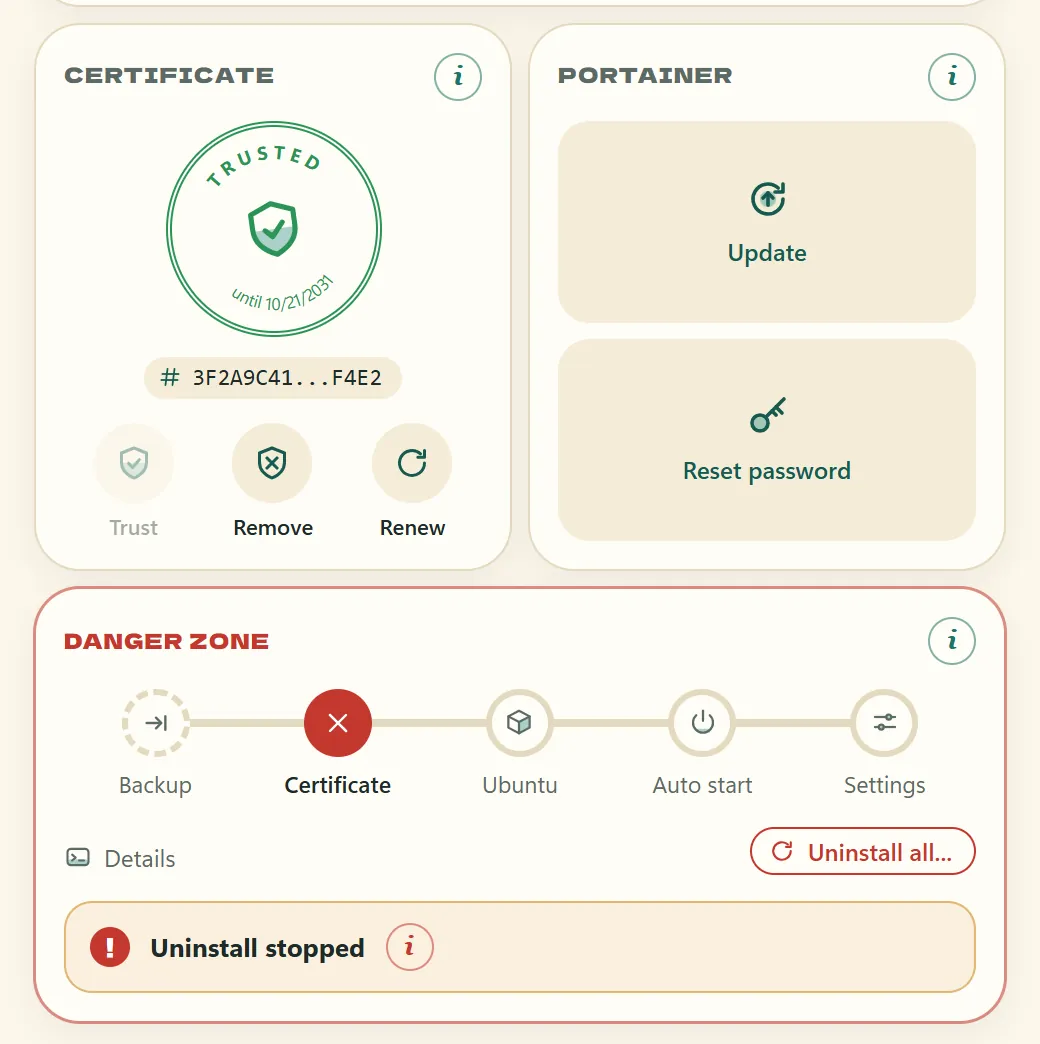 CERTIFICATE
i
TRUSTED
until 10/21/2031
# 3F2A9C41...F4E2
Trust
Remove
Renew
PORTAINER
i
Update
Reset password
DANGER ZONE
i
Backup
Certificate
Ubuntu
Auto start
Settings
Details
Uninstall all...
! Uninstall stopped i